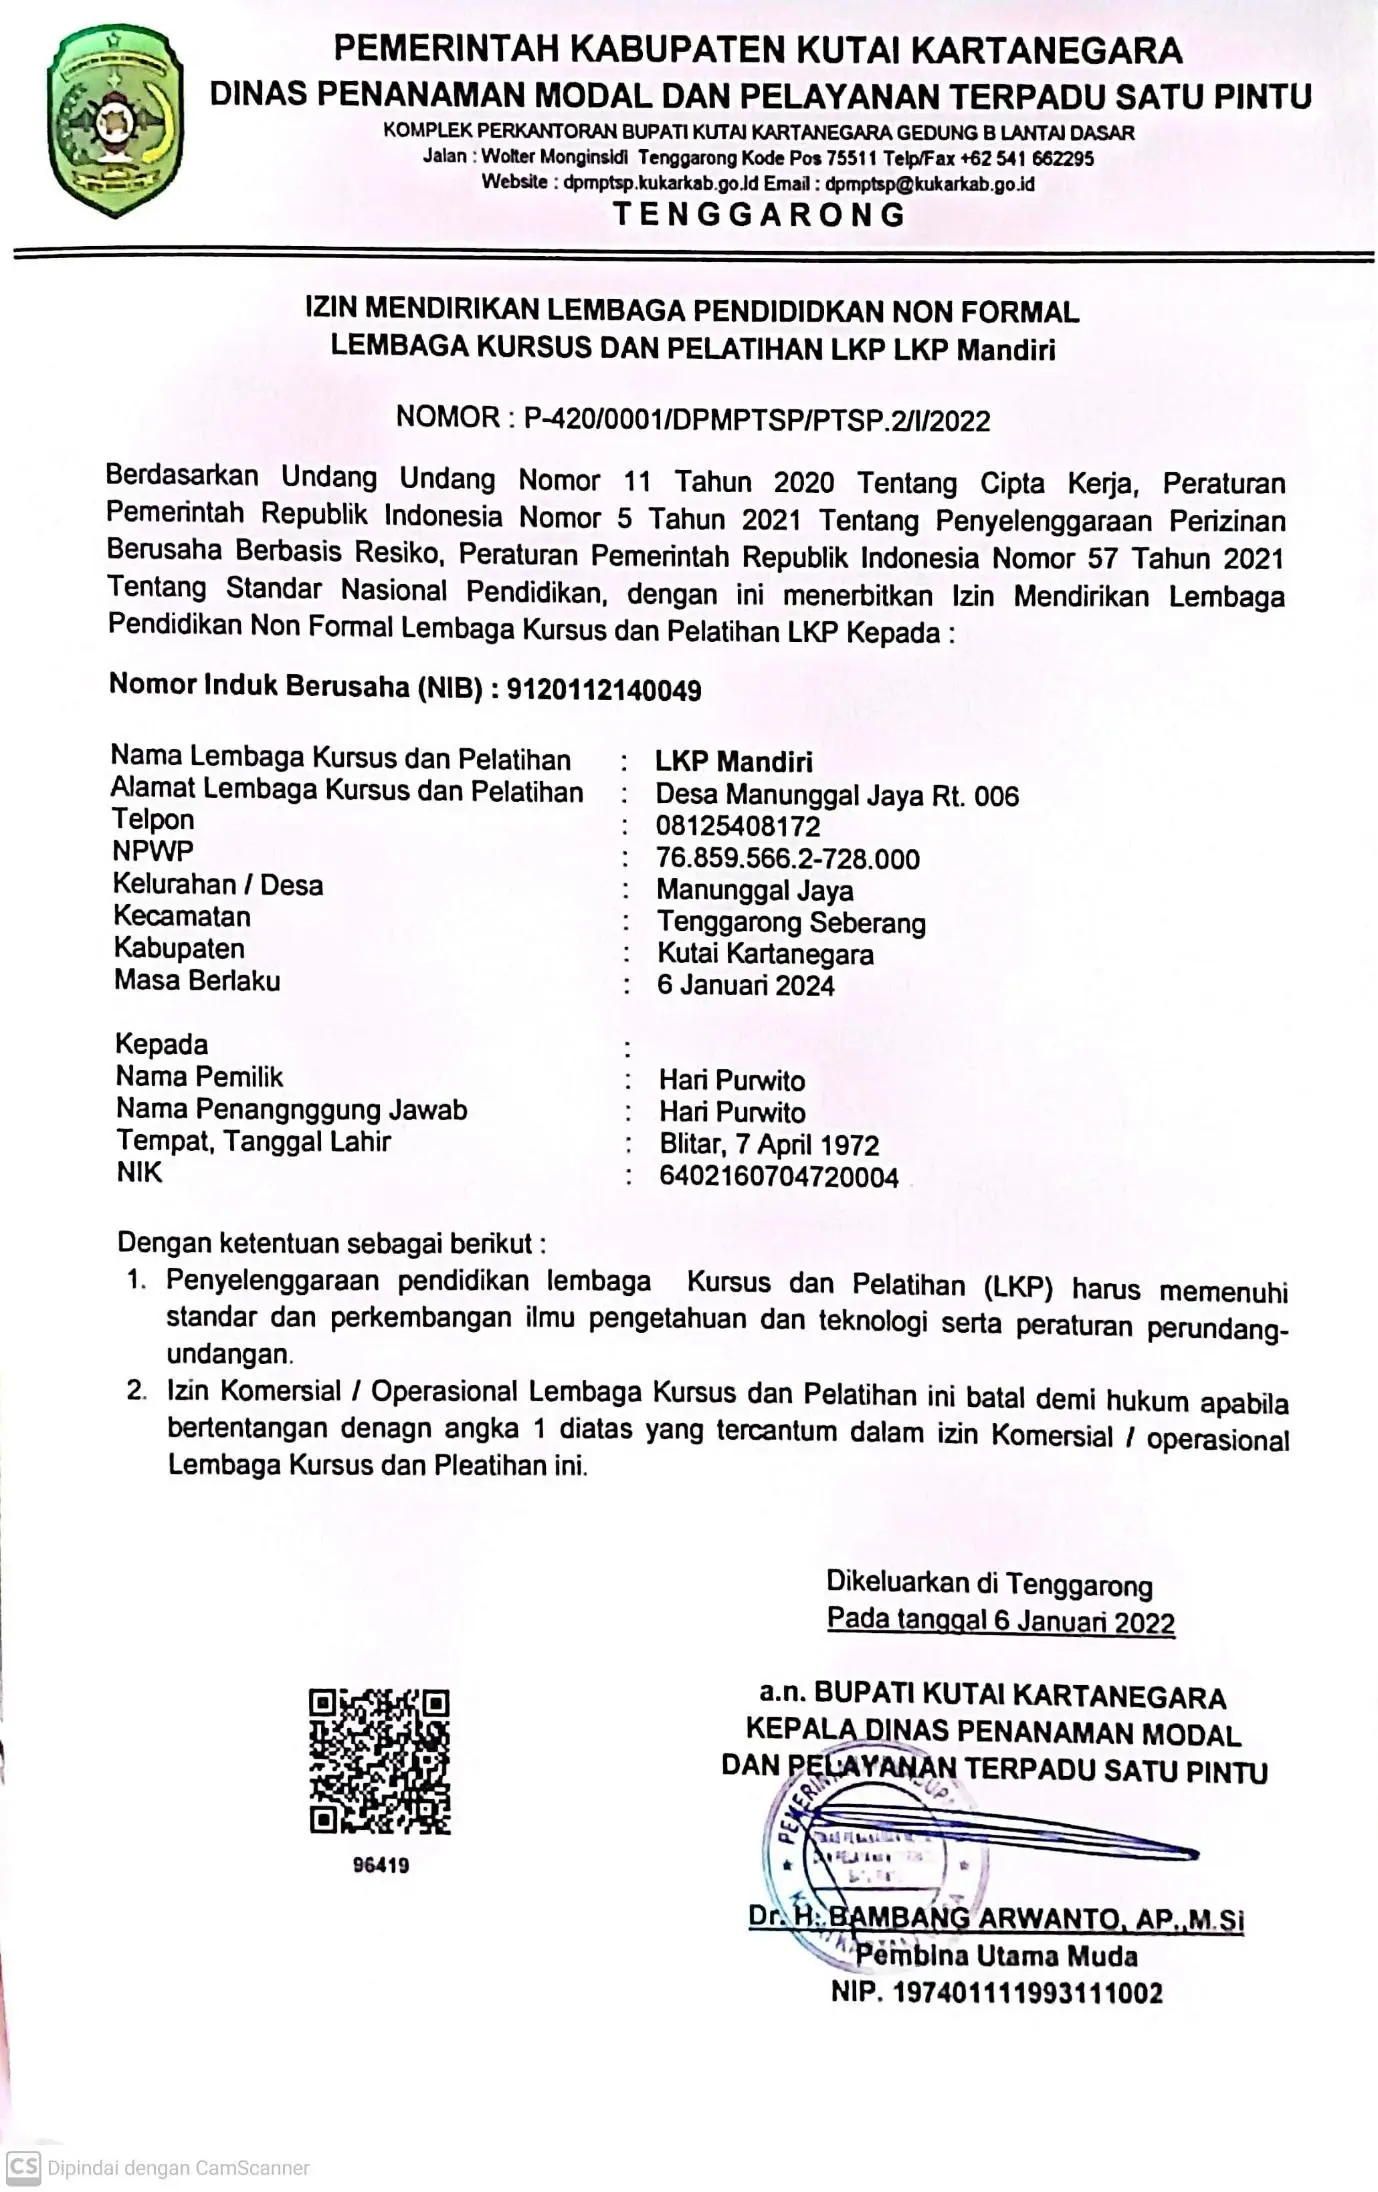 PEMERINTAH KABUPATEN KUTAI KARTANEGARA
DINAS PENANAMAN MODAL DAN PELAYANAN TERPADU SATU PINTU
KOMPLEK PERKANTORAN BUPATI KUTAI KARTANEGARA GEDUNG B LANTAI DASAR
Jalan : Wolter Monginsidi Tenggarong Kode Pos 75511 Telp/Fax +62 541 662295
Website : dpmptsp.kukarkab.go.id Email : dpmptsp@kukarkab.go.id
TENGGARONG
IZIN MENDIRIKAN LEMBAGA PENDIDIDKAN NON FORMAL
LEMBAGA KURSUS DAN PELATIHAN LKP LKP Mandiri
NOMOR : P-420/0001/DPMPTSP/PTSP.2/I/2022
Berdasarkan Undang Undang Nomor 11 Tahun 2020 Tentang Cipta Kerja, Peraturan
Pemerintah Republik Indonesia Nomor 5 Tahun 2021 Tentang Penyelenggaraan Perizinan
Berusaha Berbasis Resiko, Peraturan Pemerintah Republik Indonesia Nomor 57 Tahun 2021
Tentang Standar Nasional Pendidikan, dengan ini menerbitkan Izin Mendirikan Lembaga
Pendidikan Non Formal Lembaga Kursus dan Pelatihan LKP Kepada :
Nomor Induk Berusaha (NIB) : 9120112140049
Nama Lembaga Kursus dan Pelatihan : LKP Mandiri
Alamat Lembaga Kursus dan Pelatihan : Desa Manunggal Jaya Rt. 006
Telpon : 08125408172
NPWP : 76.859.566.2-728.000
Kelurahan / Desa : Manunggal Jaya
Kecamatan : Tenggarong Seberang
Kabupaten : Kutai Kartanegara
Masa Berlaku : 6 Januari 2024
Kepada :
Nama Pemilik : Hari Purwito
Nama Penangnggung Jawab : Hari Purwito
Tempat, Tanggal Lahir : Blitar, 7 April 1972
NIK : 6402160704720004
Dengan ketentuan sebagai berikut :
1. Penyelenggaraan pendidikan lembaga Kursus dan Pelatihan (LKP) harus memenuhi
standar dan perkembangan ilmu pengetahuan dan teknologi serta peraturan perundang-
undangan.
2. Izin Komersial / Operasional Lembaga Kursus dan Pelatihan ini batal demi hukum apabila
bertentangan denagn angka 1 diatas yang tercantum dalam izin Komersial / operasional
Lembaga Kursus dan Pleatihan ini.
Dikeluarkan di Tenggarong
Pada tanggal 6 Januari 2022
a.n. BUPATI KUTAI KARTANEGARA
KEPALA DINAS PENANAMAN MODAL
DAN PELAYANAN TERPADU SATU PINTU
96419
Dr. H. BAMBANG ARWANTO, AP.,M.Si
Pembina Utama Muda
NIP. 197401111993111002
CS Dipindai dengan CamScanner